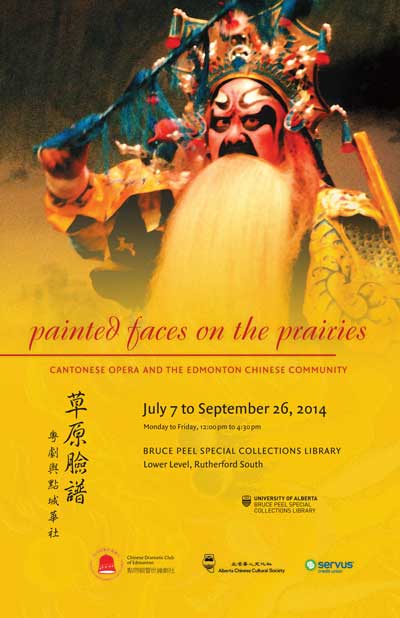 painted faces on the prairies
CANTONESE OPERA AND THE EDMONTON CHINESE COMMUNITY
草原臉譜
粵劇與點城華社
July 7 to September 26, 2014
Monday to Friday, 12:00 pm to 4:30 pm
BRUCE PEEL SPECIAL COLLECTIONS LIBRARY
Lower Level, Rutherford South
UNIVERSITY OF ALBERTA
BRUCE PEEL SPECIAL
COLLECTIONS LIBRARY
Chinese Dramatic Club
of Edmonton
Alberta Chinese Cultural Society
servus
credit union